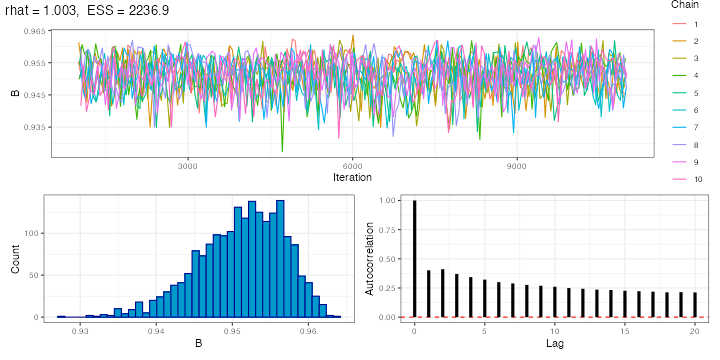 rhat = 1.003, ESS = 2236.9
Chain
1
2
3
4
5
6
7
8
9
10
0.965
0.955
0.945
0.935
B
3000 6000 9000
Iteration
100
50
0
Count
0.93 0.94 0.95 0.96
B
1.00
0.75
0.50
0.25
0.00
Autocorrelation
0 5 10 15 20
Lag